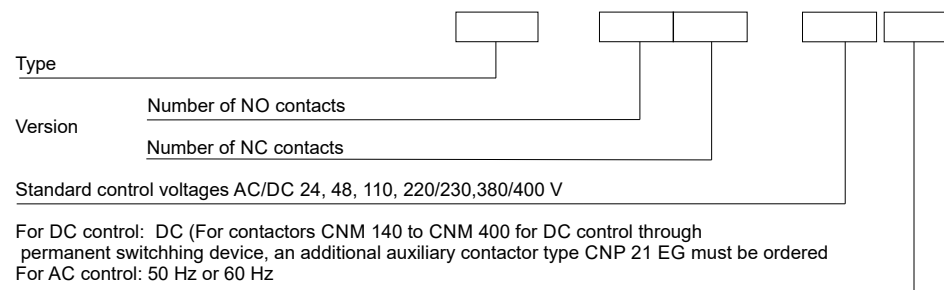 Type
Number of NO contacts
Version
Number of NC contacts
Standard control voltages AC/DC 24, 48, 110, 220/230,380/400 V
For DC control:  DC (For contactors CNM 140 to CNM 400 for DC control through
permanent switchhing device, an additional auxiliary contactor type CNP 21 EG must be ordered
For AC control: 50 Hz or 60 Hz